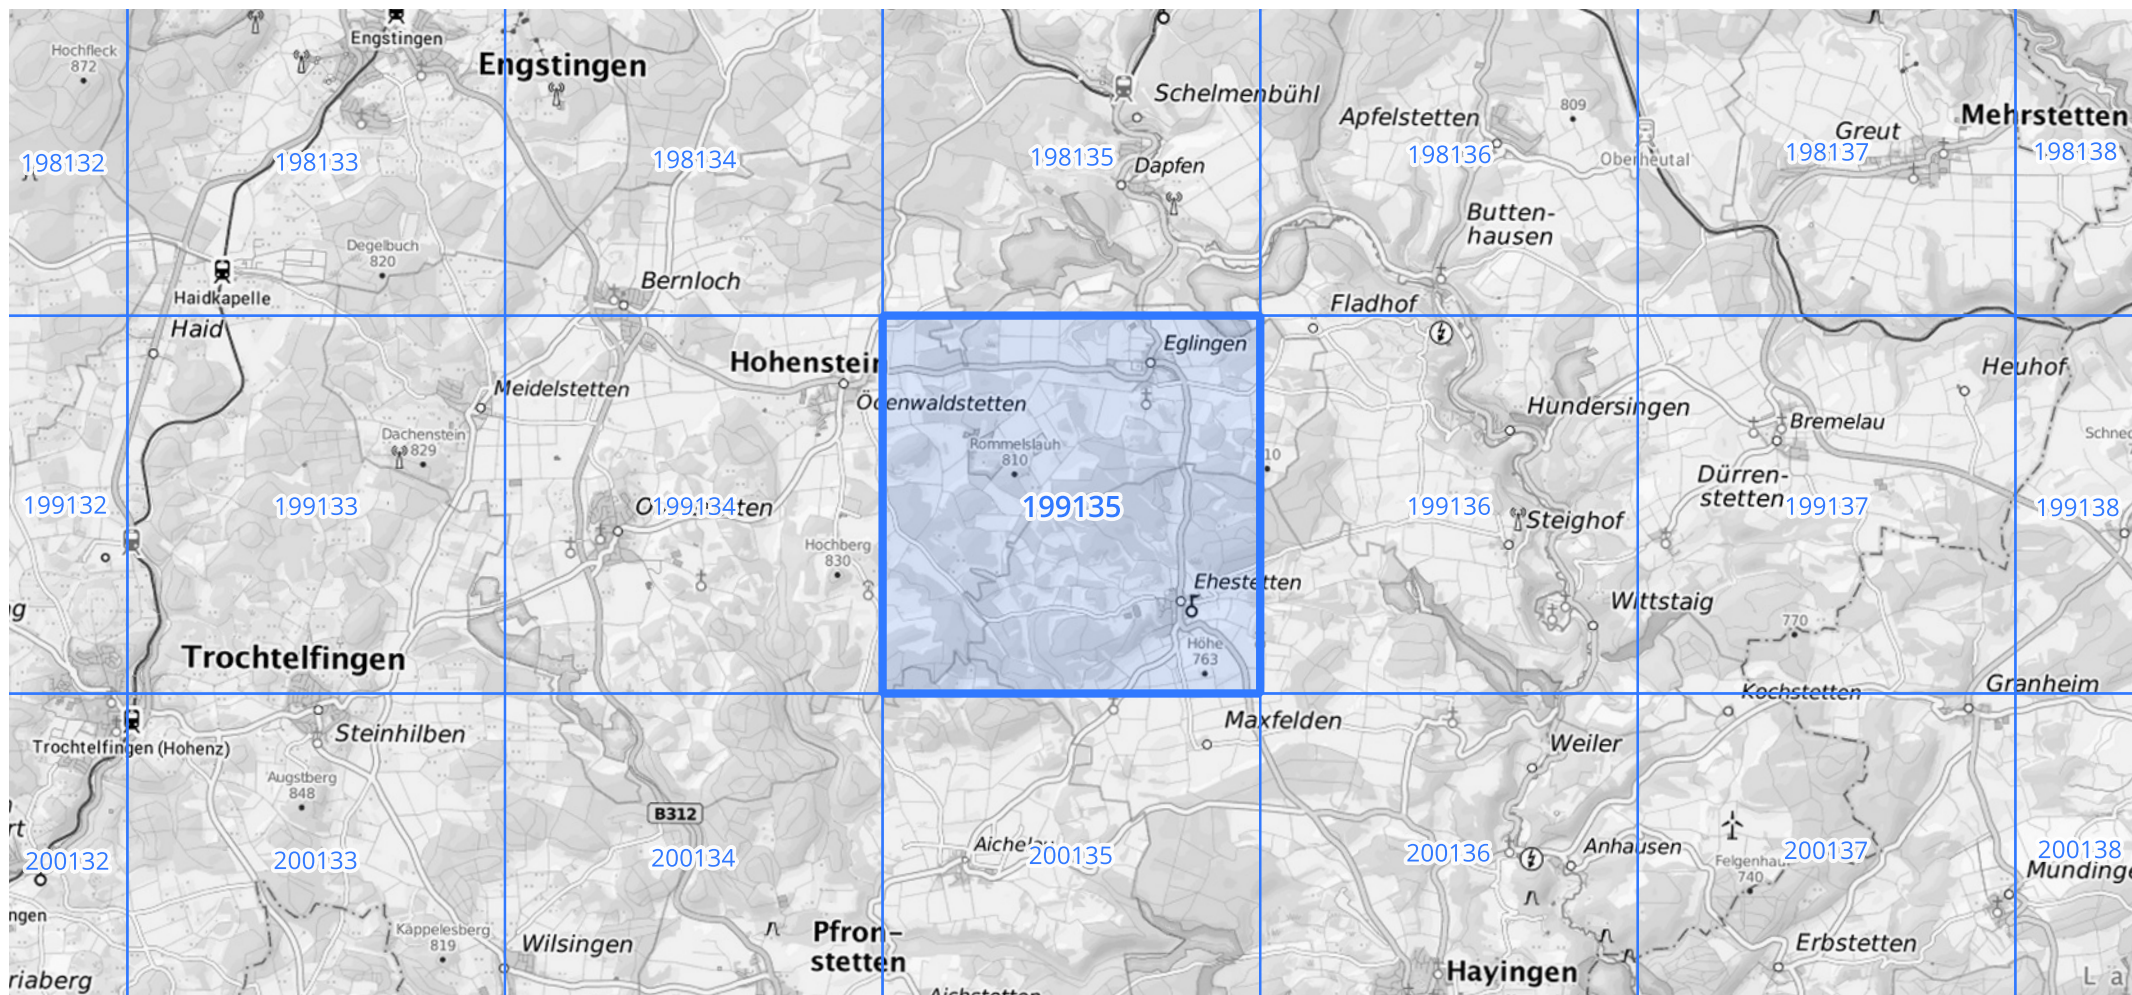 Hochfleck
872
Engstingen
Engstingen
Schelmenbühl
Apfelstetten
809
Greut
Mehrstetten
198132
198133
198134
198135
198136
Oberheutal
198137
198138
Dapfen
Butten-
hausen
Degelbuch
820
Haidkapelle
Bernloch
Fladhof
Haid
Hohenstein
Eglingen
Heuhof
Meidelstetten
Ödenwaldstetten
Hundersingen
Bremelau
Dachenstein
829
Rommelslauh
810
10
Dürren-
stetten
199132
199133
199134
199135
199136
Steighof
199137
199138
Hochberg
830
Ehestetten
Wittstaig
770
Trochtelfingen
Höhe
763
Kochstetten
Granheim
Trochtelfingen (Hohenz)
Steinhilben
Maxfelden
Weiler
Augstberg
848
B312
200132
200133
200134
200135
200136
Anhausen
200137
200138
740
Käppelesberg
819
Wilsingen
Pfron-
stetten
Hayingen
Erbstetten
riaberg